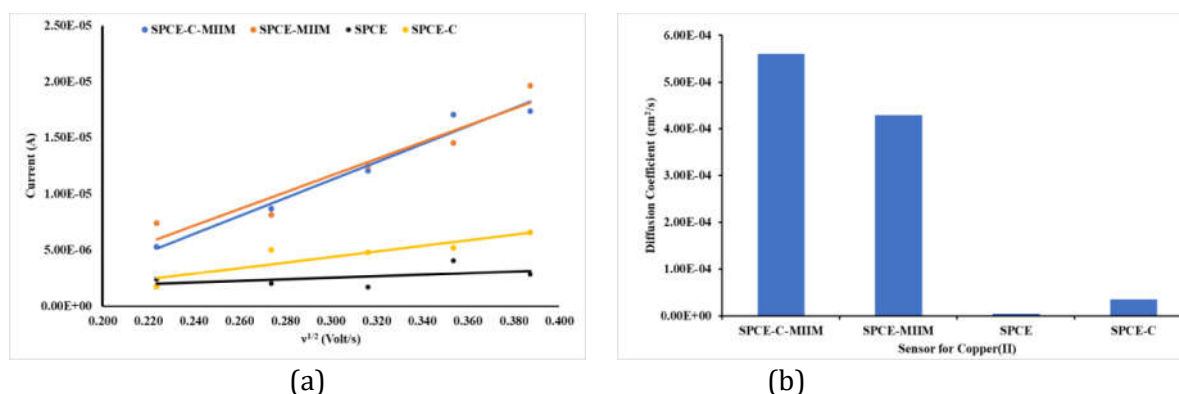 SPCE-C-MIIM SPCE-MIIM SPCE SPCE-C
2.50E-05
2.00E-05
1.50E-05
1.00E-05
5.00E-06
0.00E+00
Current (A)
0.200 0.220 0.240 0.260 0.280 0.300 0.320 0.340 0.360 0.380 0.400
v¹/² (Volt/s)
(a)
6.00E-04
5.00E-04
4.00E-04
3.00E-04
2.00E-04
1.00E-04
0.00E+00
Diffusion Coefficient (cm²/s)
SPCE-C-MIIM SPCE-MIIM SPCE SPCE-C
Sensor for Copper(II)
(b)